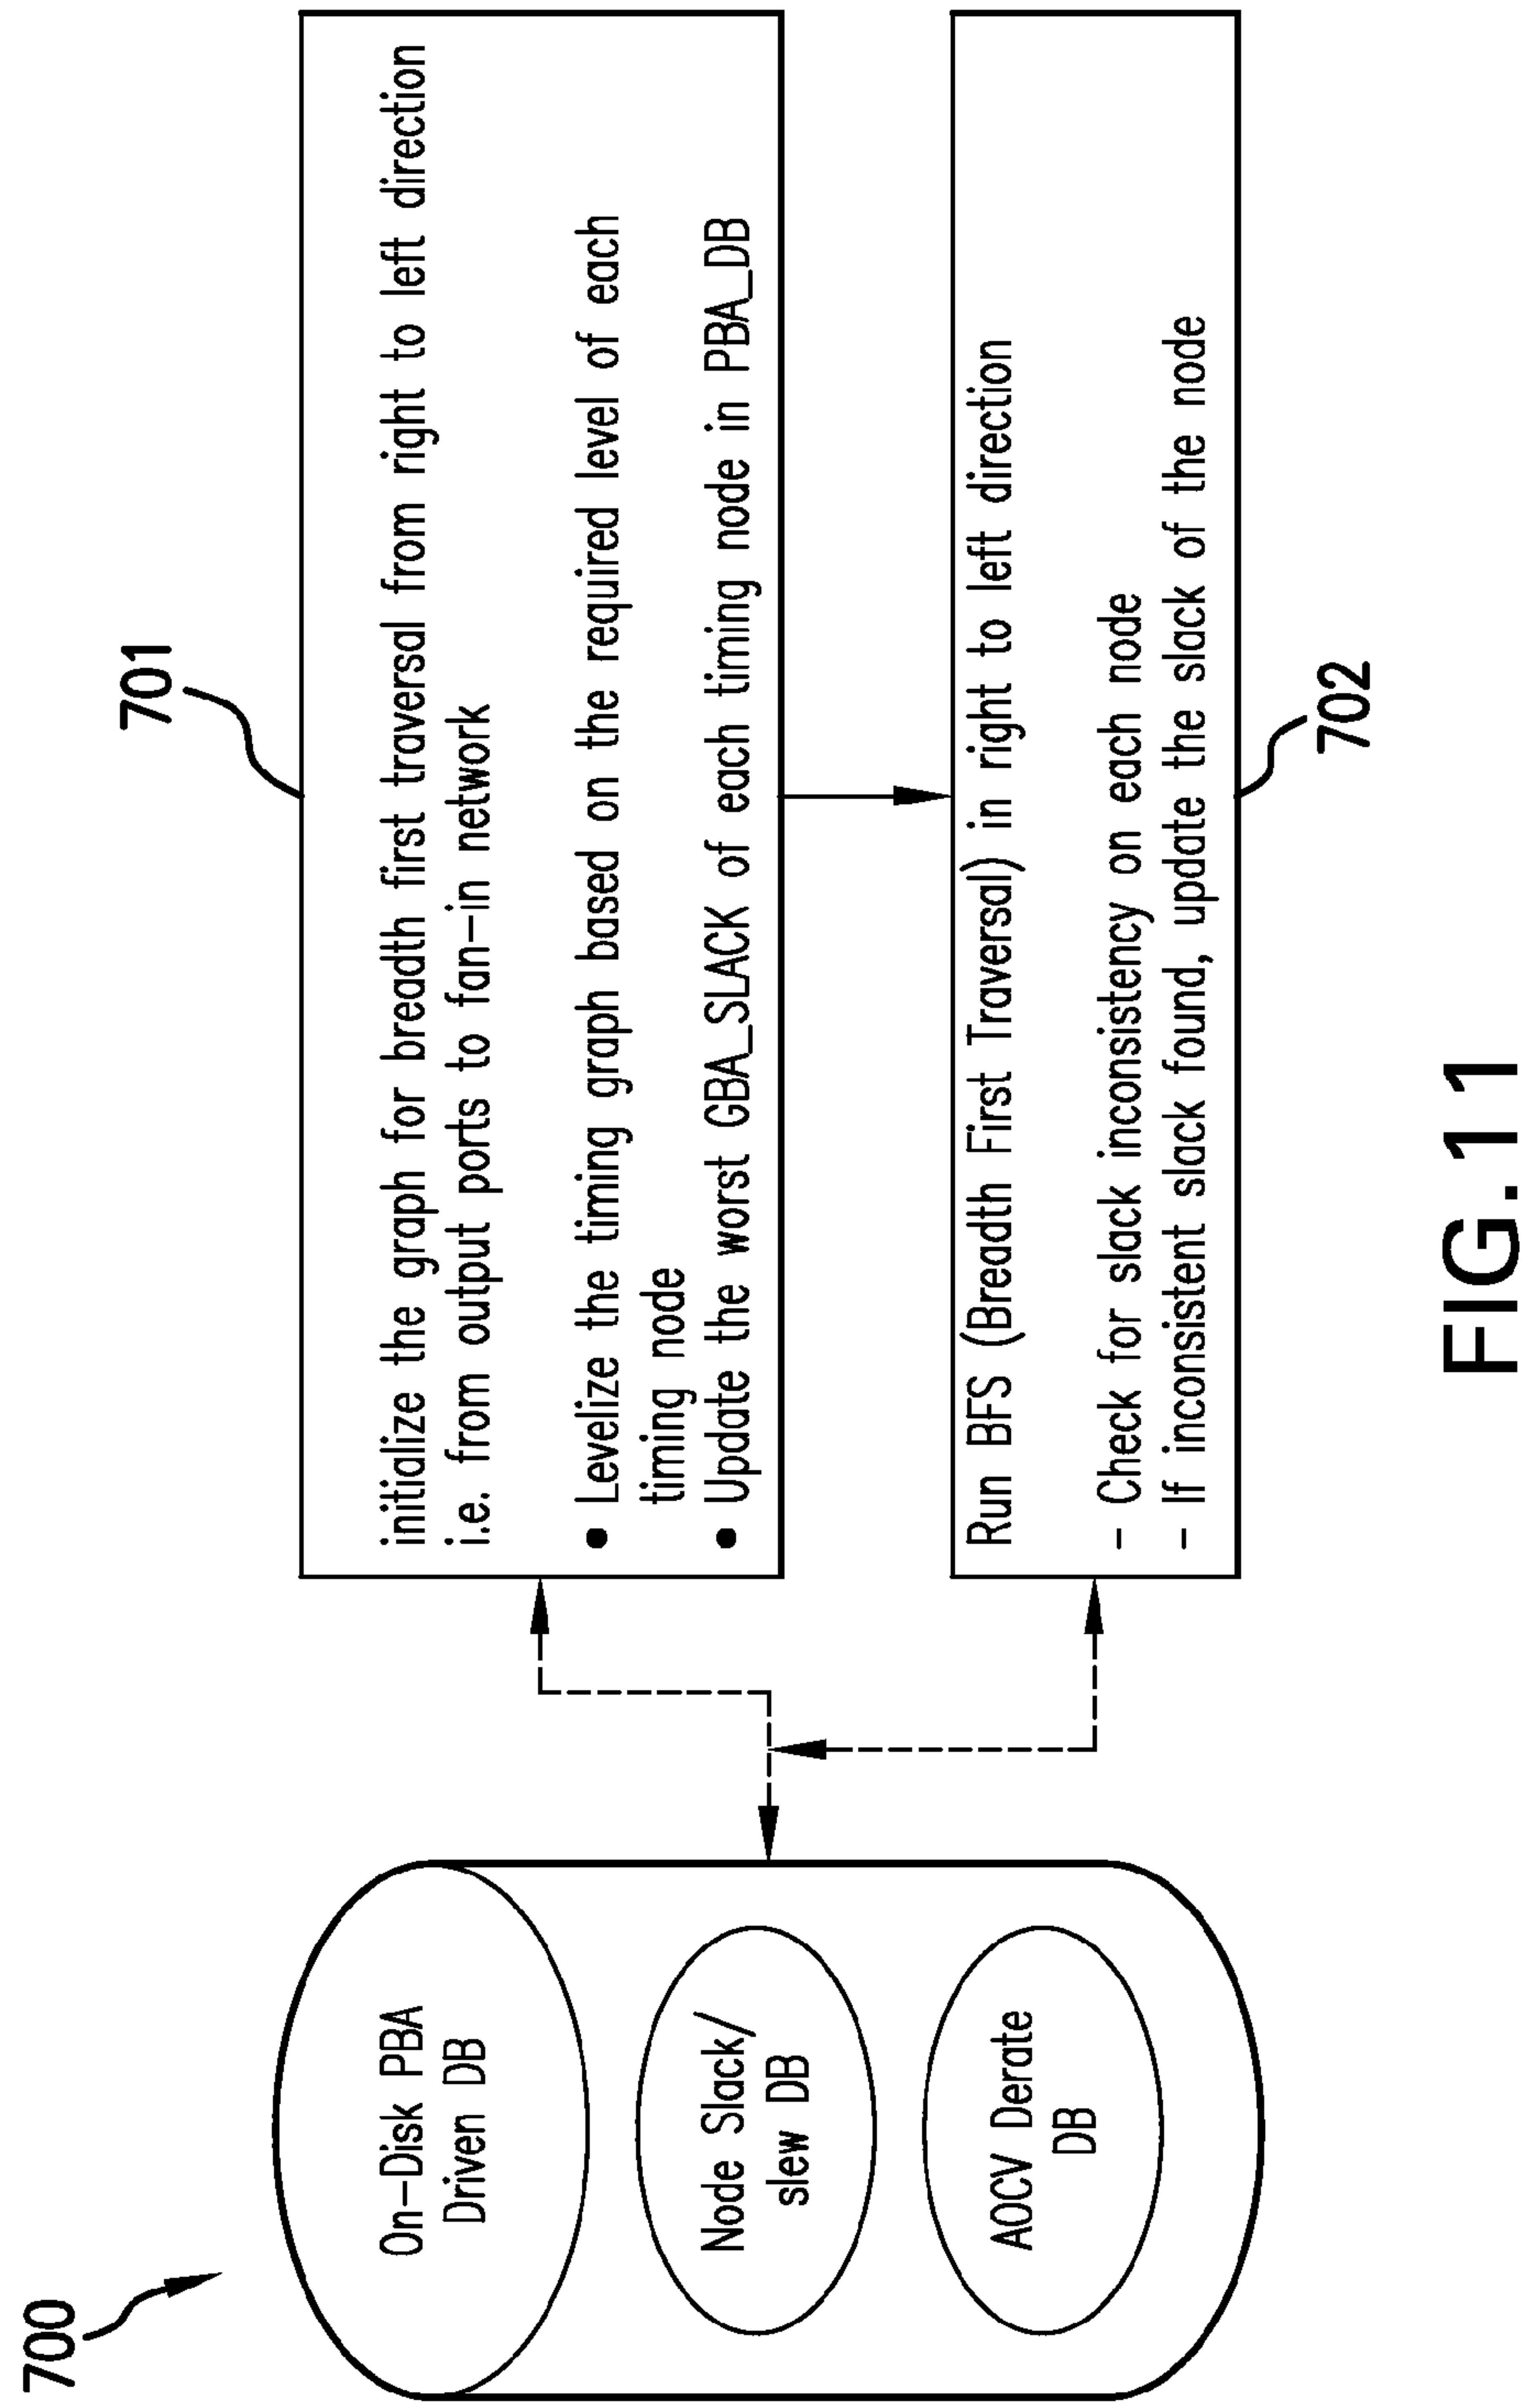 700
On-Disk PBA
Driven DB
Node Slack/
slew DB
AOCV Derate
DB
701
initialize the graph for breadth first traversal from right to left direction
i.e. from output ports to fan-in network
● Levelize the timing graph based on the required level of each
timing node
● Update the worst GBA_SLACK of each timing node in PBA_DB
Run BFS (Breadth First Traversal) in right to left direction
- Check for slack inconsistency on each node
- If inconsistent slack found, update the slack of the node
702
FIG.11